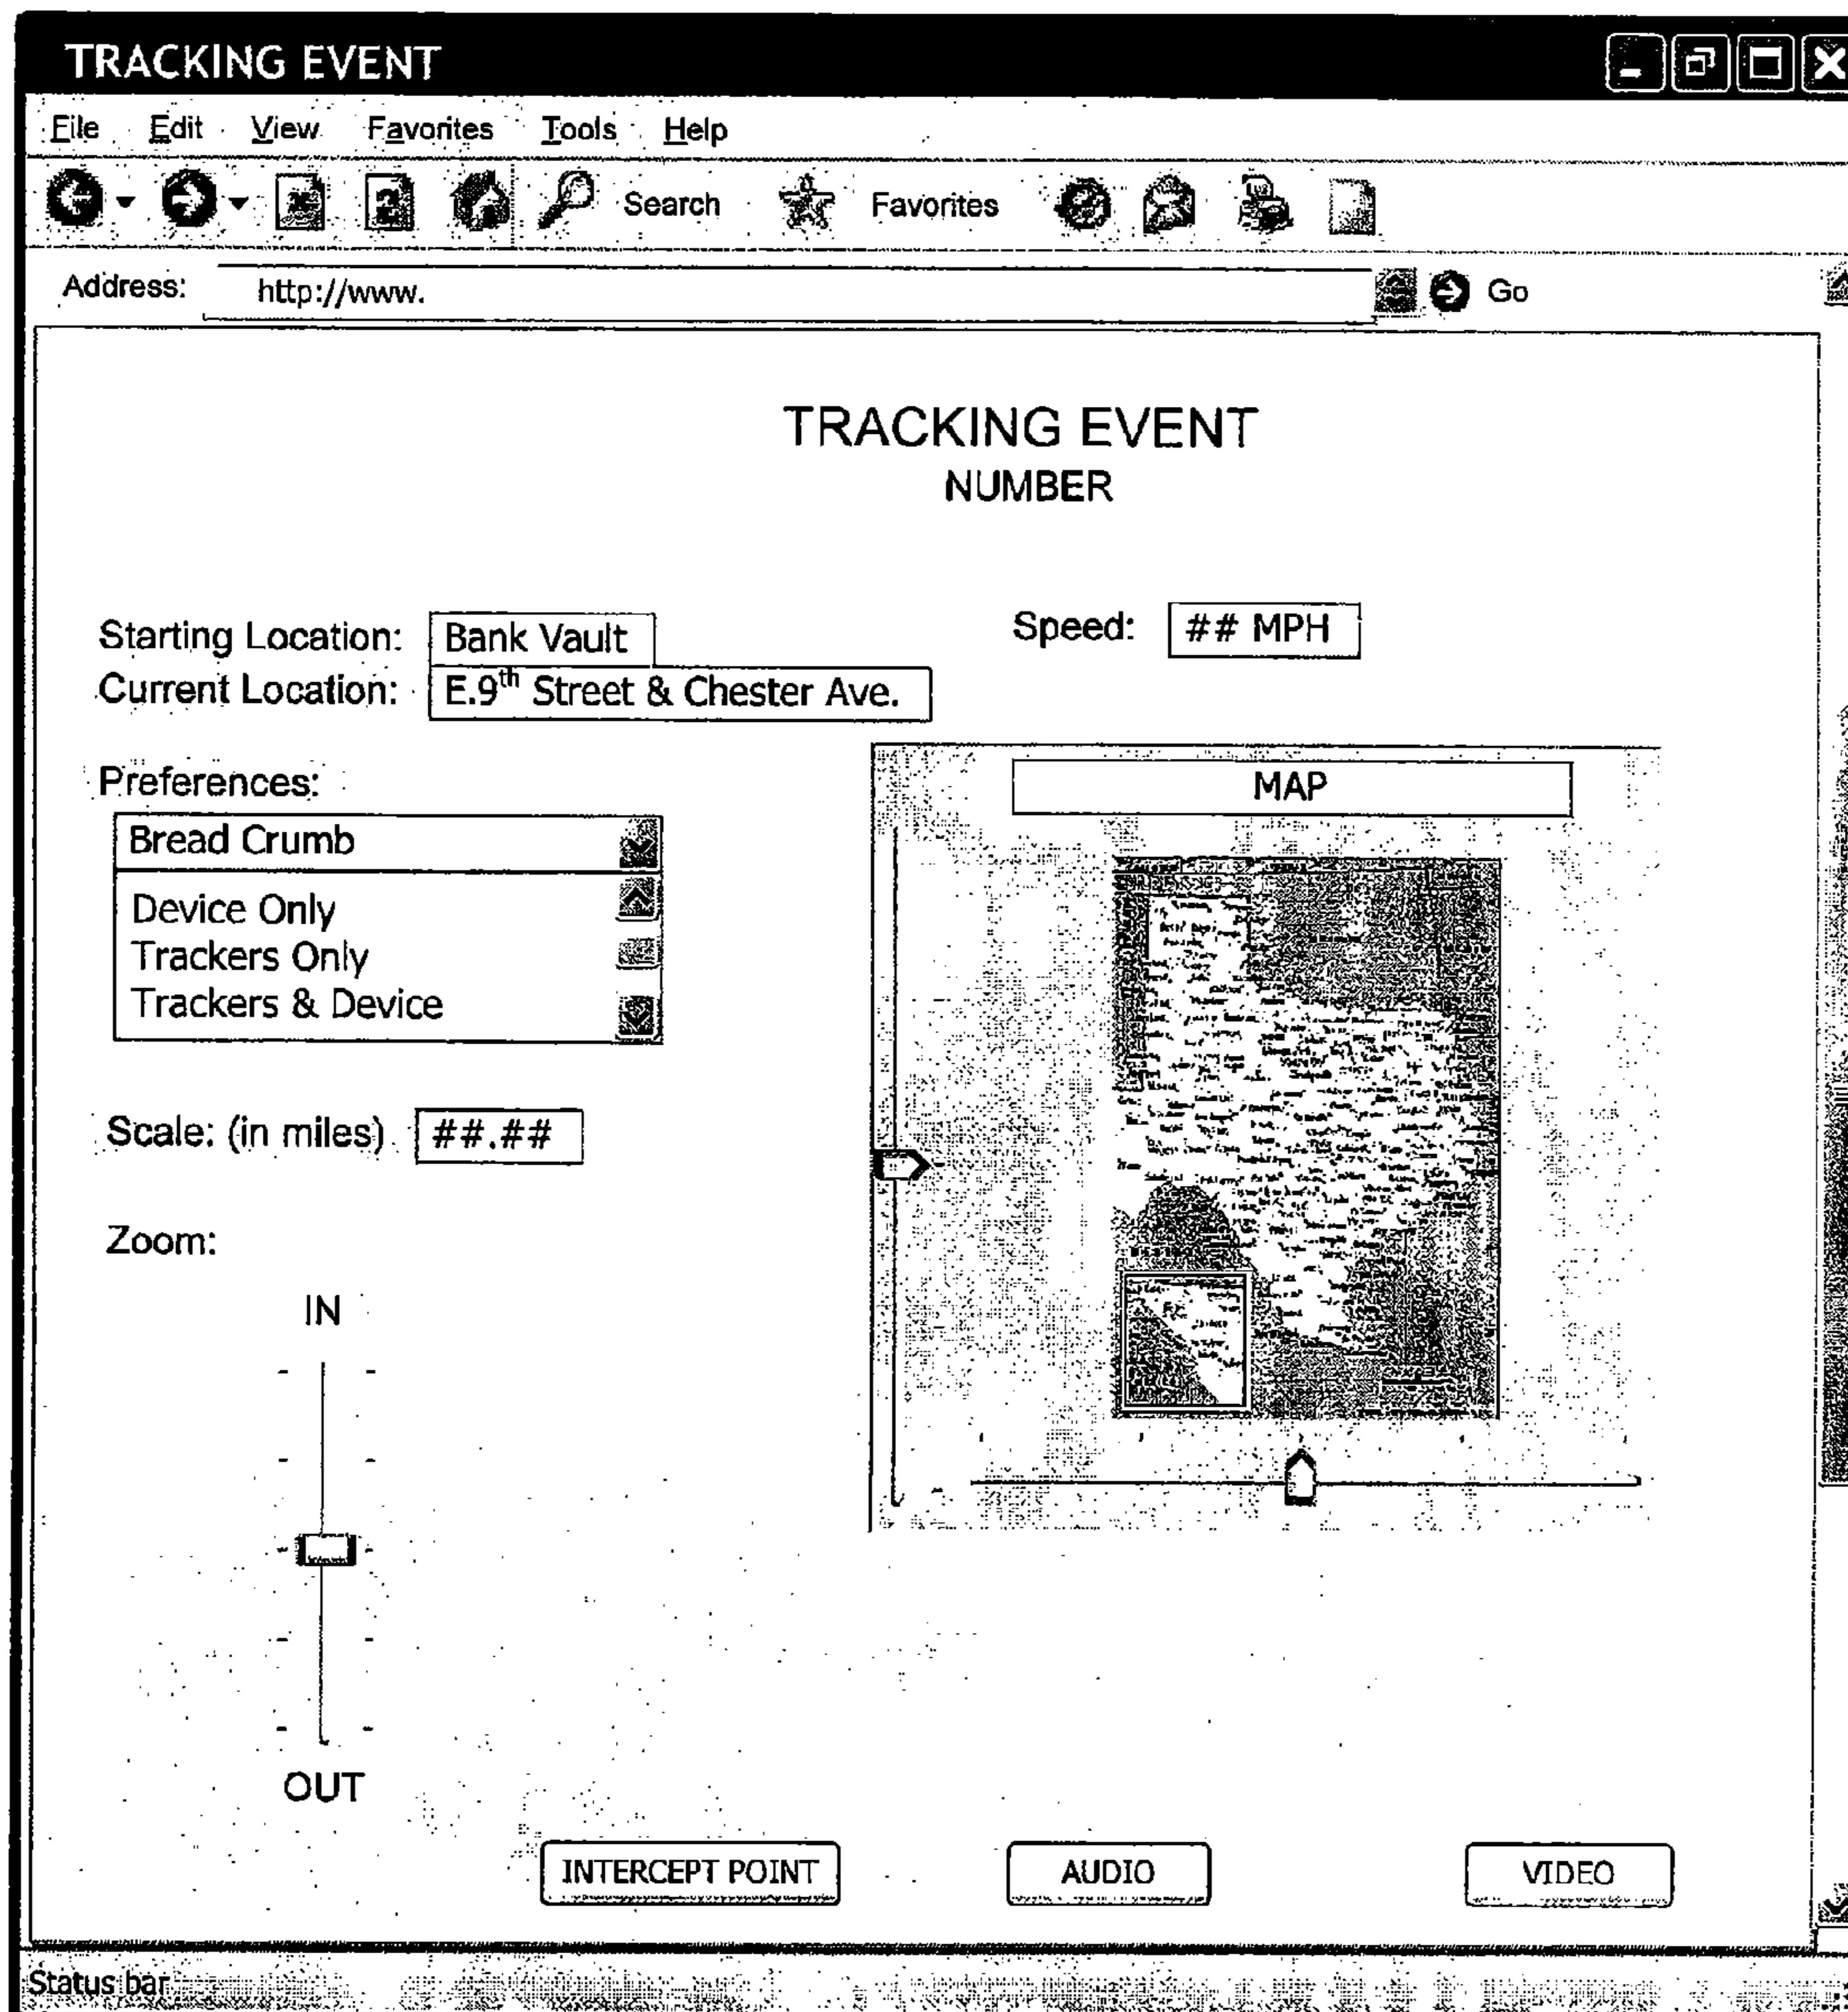 TRACKING EVENT
File Edit View Favorites Tools Help
Search Favorites
Address: http://www. Go
TRACKING EVENT
NUMBER
Starting Location: Bank Vault Speed: ## MPH
Current Location: E.9th Street & Chester Ave.
Preferences: MAP
Bread Crumb
Device Only
Trackers Only
Trackers & Device
Scale: (in miles) ##.##
Zoom:
IN
OUT
INTERCEPT POINT AUDIO VIDEO
Status bar